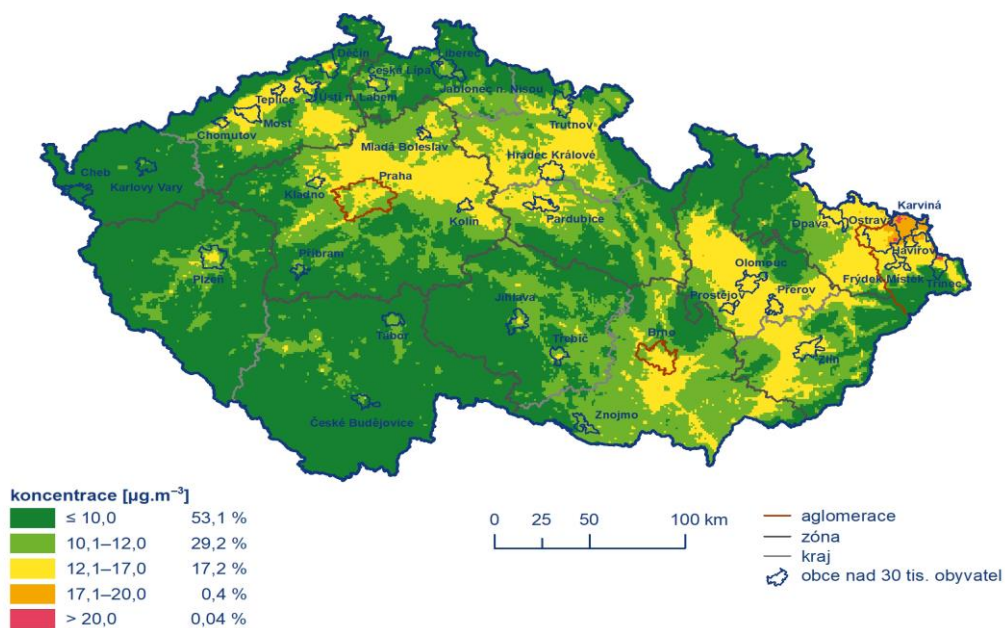 Děčín
Liberec
Česká Lípa
Ústí n. Labem
Jablonec n. Nisou
Teplice
Most
Trutnov
Chomutov
Mladá Boleslav
Hradec Králové
Cheb
Karlovy Vary
Praha
Kladno
Karviná
Kolín
Pardubice
Opava
Ostrava
Havířov
Příbram
Olomouc
Frýdek Místek
Třinec
Plzeň
Prostějov
Přerov
Jihlava
Tábor
Brno
Třebíč
Zlín
České Budějovice
Znojmo
koncentrace [µg.m⁻³]
≤ 10,0 53,1 %
10,1–12,0 29,2 %
12,1–17,0 17,2 %
17,1–20,0 0,4 %
> 20,0 0,04 %
0 25 50 100 km
aglomerace
zóna
kraj
obce nad 30 tis. obyvatel